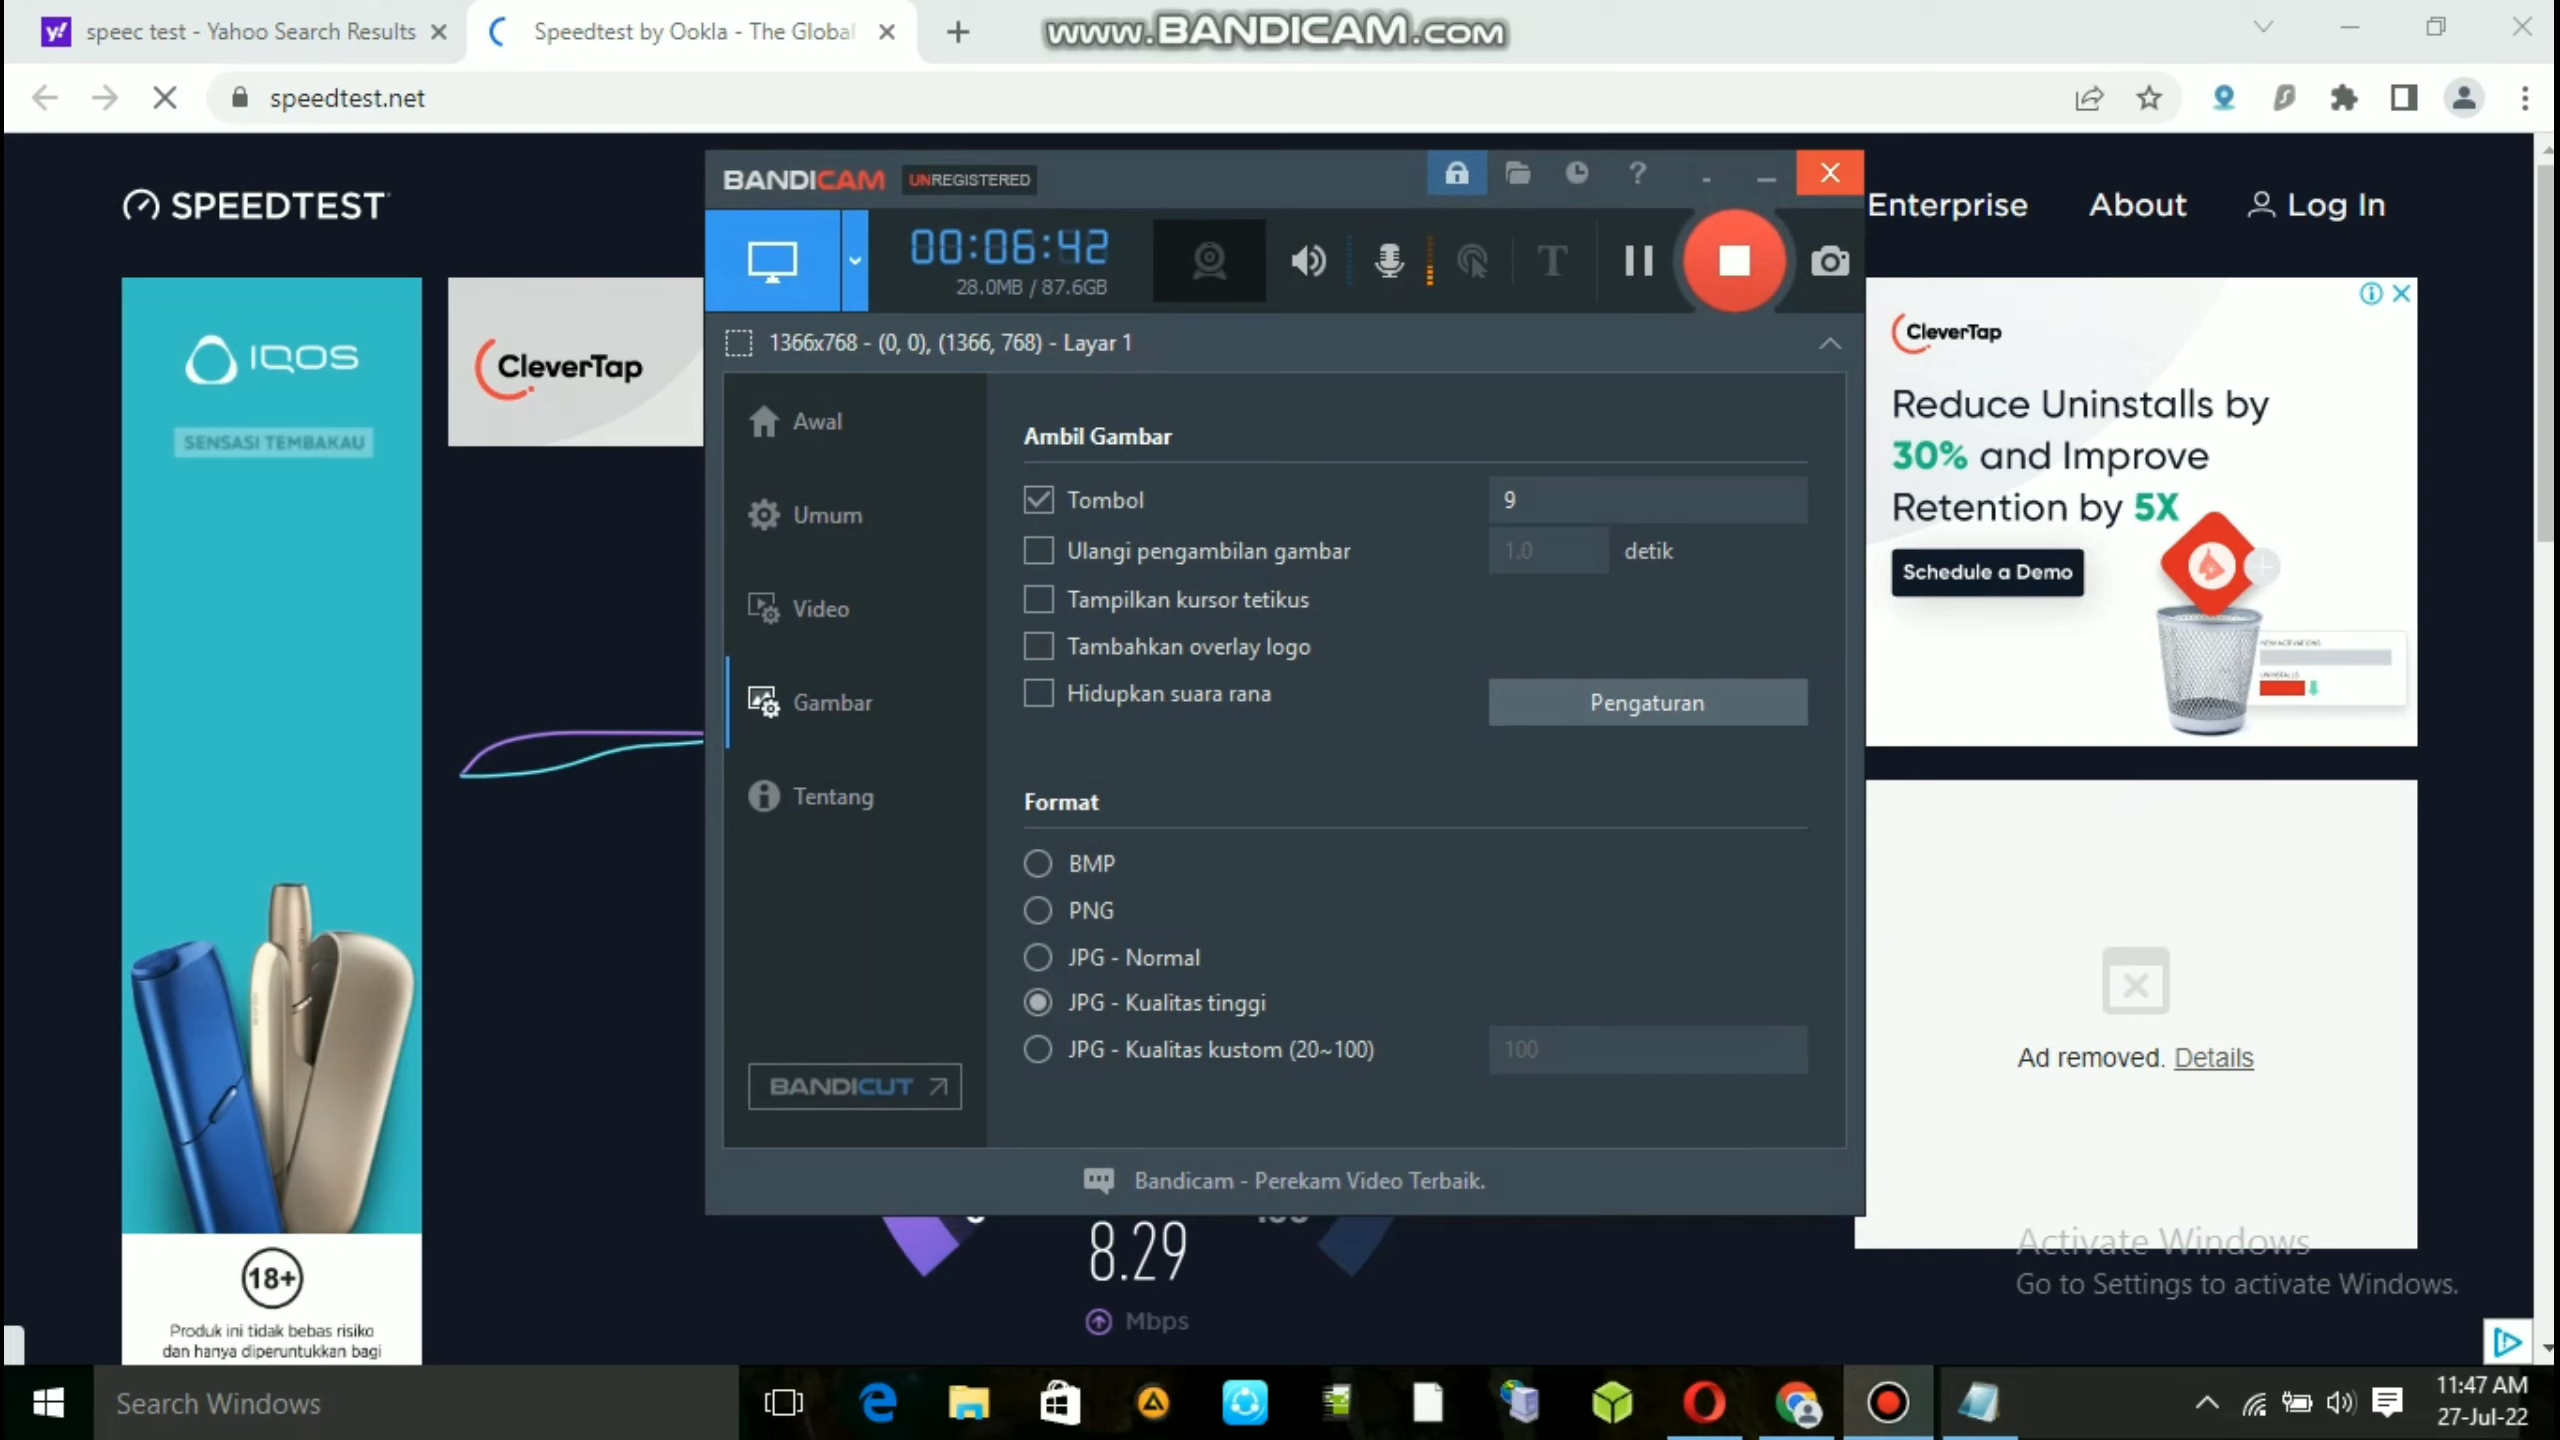 speec test - Yahoo Search Results
Speedtest by Ookla - The Global
www.BANDICAM.com
speedtest.net
SPEEDTEST
Enterprise
About
Log In
BANDICAM
UNREGISTERED
00:06:42
28.0MB / 87.6GB
1366x768 - (0, 0), (1366, 768) - Layar 1
Awal
Umum
Video
Gambar
Tentang
BANDICUT
Ambil Gambar
Tombol
9
Ulangi pengambilan gambar
1.0
detik
Tampilkan kursor tetikus
Tambahkan overlay logo
Hidupkan suara rana
Pengaturan
Format
BMP
PNG
JPG - Normal
JPG - Kualitas tinggi
JPG - Kualitas kustom (20~100)
100
Bandicam - Perekam Video Terbaik.
IQOS
SENSASI TEMBAKAU
18+
Produk ini tidak bebas risiko
dan hanya diperuntukkan bagi
CleverTap
CleverTap
Reduce Uninstalls by
30% and Improve
Retention by 5X
Schedule a Demo
Ad removed. Details
8.29
Mbps
Activate Windows
Go to Settings to activate Windows.
Search Windows
11:47 AM
27-Jul-22